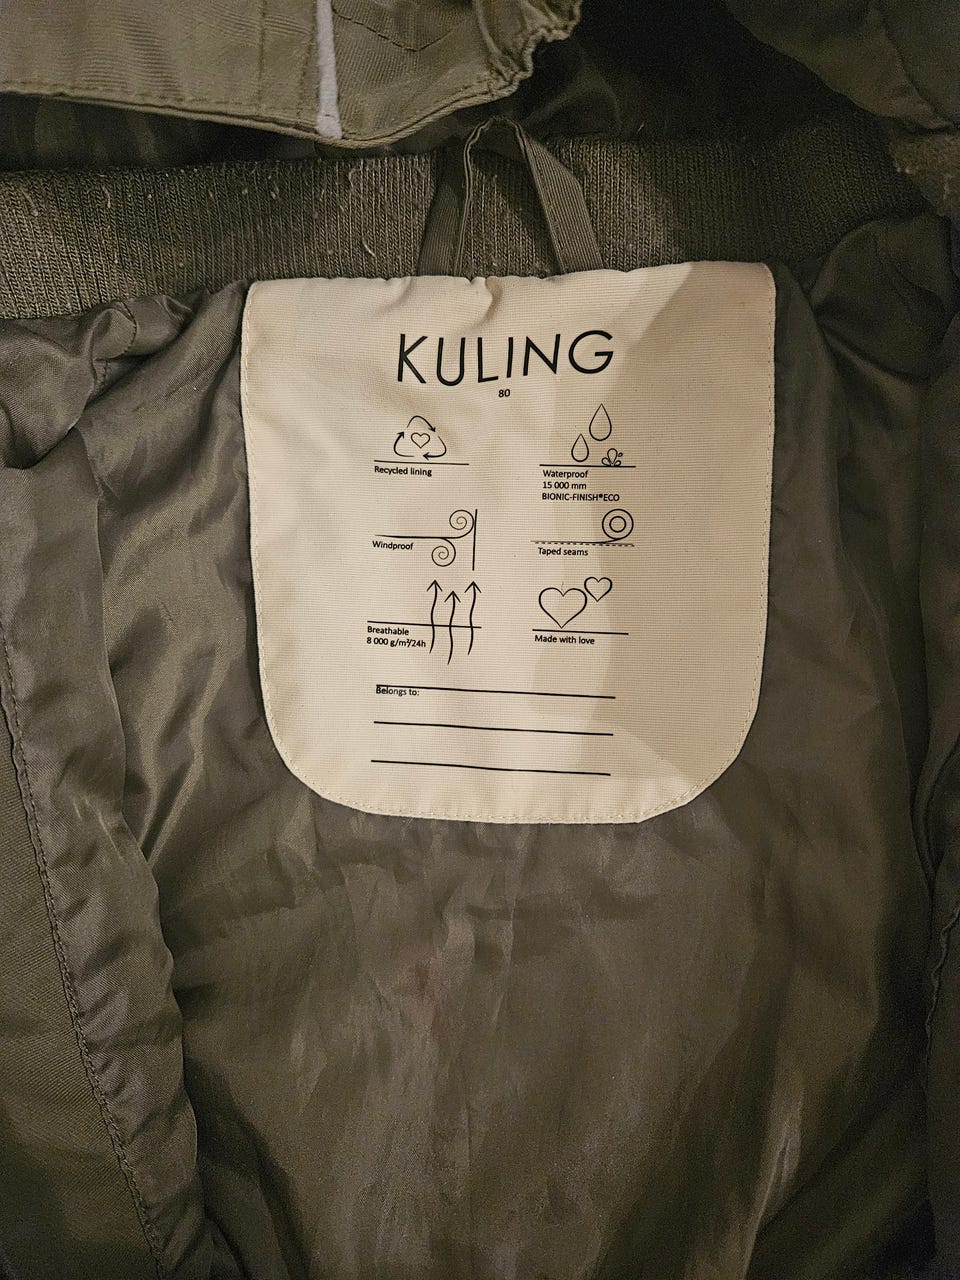 KULING
80
Recycled lining
Waterproof
15 000 mm
BIONIC-FINISH®ECO
Windproof
Taped seams
Breathable
8 000 g/m²/24h
Made with love
Belongs to: